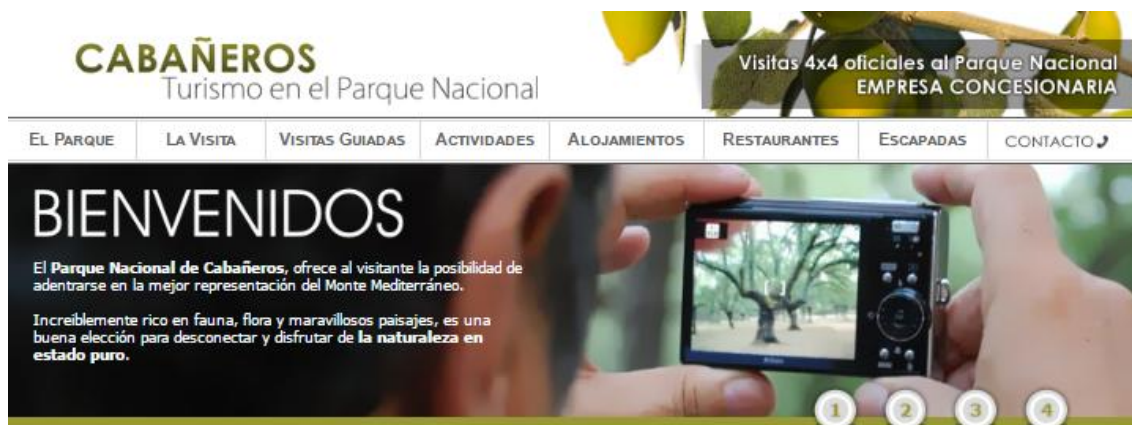 CABAÑEROS
Turismo en el Parque Nacional
Visitas 4x4 oficiales al Parque Nacional
EMPRESA CONCESIONARIA
EL PARQUE LA VISITA VISITAS GUIADAS ACTIVIDADES ALOJAMIENTOS RESTAURANTES ESCAPADAS CONTACTO
BIENVENIDOS
El Parque Nacional de Cabañeros, ofrece al visitante la posibilidad de
adentrarse en la mejor representación del Monte Mediterráneo.
Increiblemente rico en fauna, flora y maravillosos paisajes, es una
buena elección para desconectar y disfrutar de la naturaleza en
estado puro.
1 2 3 4